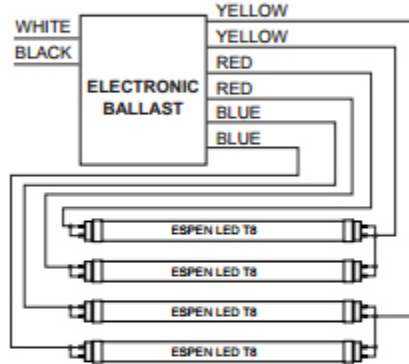 WHITE
BLACK
ELECTRONIC
BALLAST
YELLOW
YELLOW
RED
RED
BLUE
BLUE
ESPEN LED T8
ESPEN LED T8
ESPEN LED T8
ESPEN LED T8